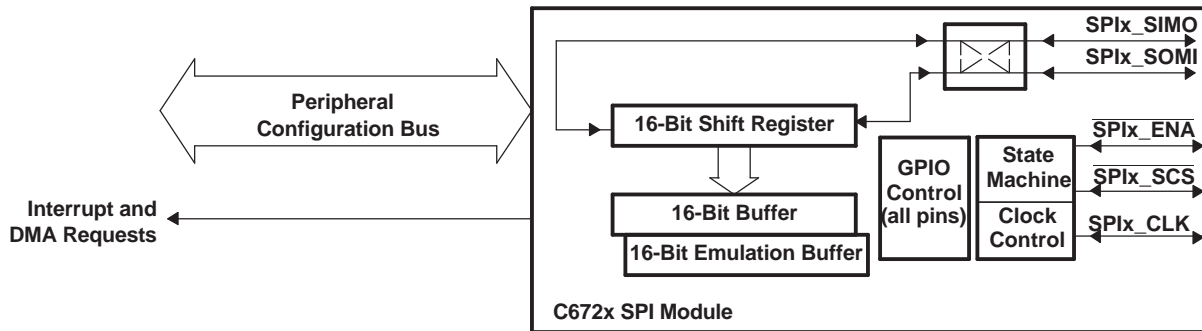 Peripheral
Configuration Bus
Interrupt and
DMA Requests
16-Bit Shift Register
16-Bit Buffer
16-Bit Emulation Buffer
GPIO
Control
(all pins)
State
Machine
Clock
Control
SPIx_SIMO
SPIx_SOMI
SPIx_ENA
SPIx_SCS
SPIx_CLK
C672x SPI Module